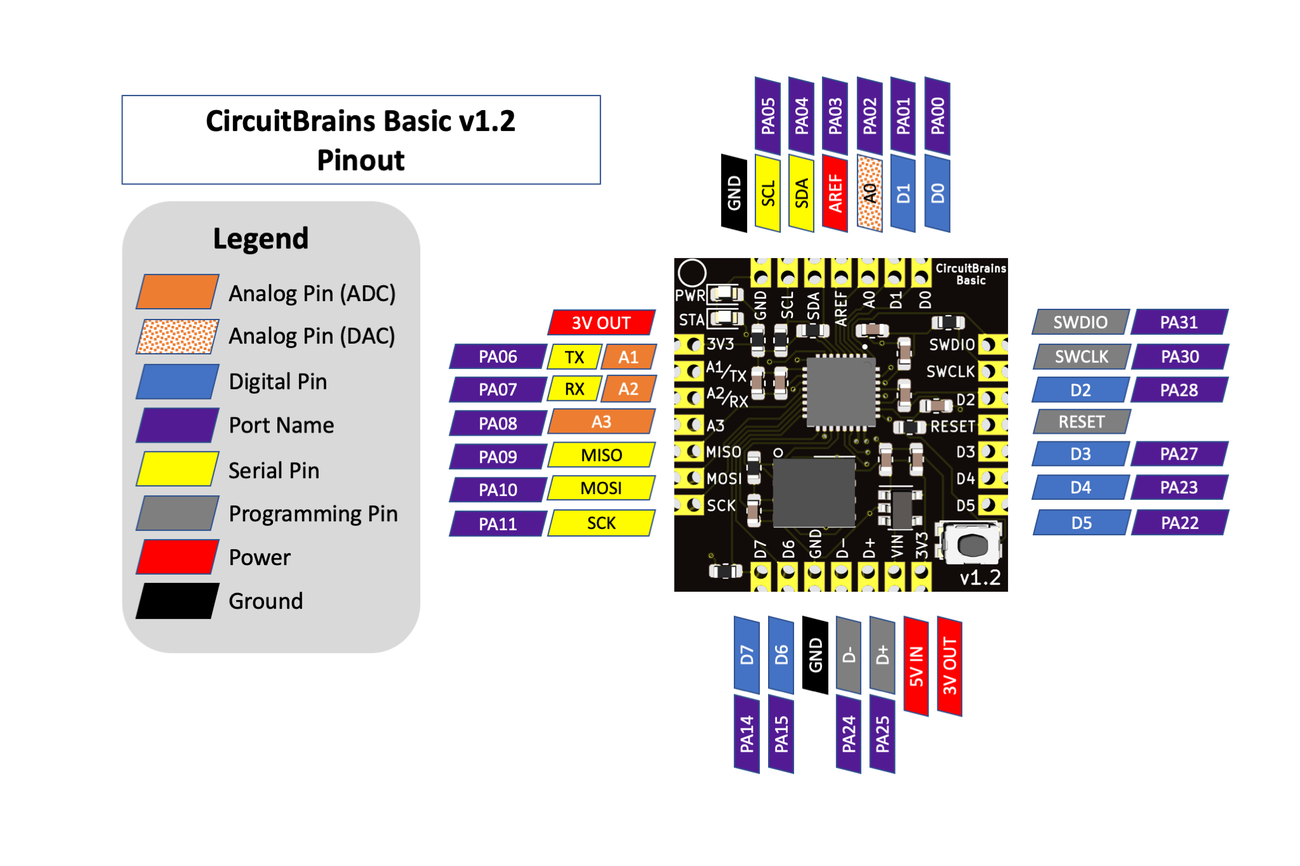 CircuitBrains Basic v1.2
Pinout
Legend
Analog Pin (ADC)
Analog Pin (DAC)
Digital Pin
Port Name
Serial Pin
Programming Pin
Power
Ground
PA05 PA04 PA03 PA02 PA01 PA00
GND SCL SDA AREF A0 D1 D0
3V OUT
PA06 TX A1
PA07 RX A2
PA08 A3
PA09 MISO
PA10 MOSI
PA11 SCK
CircuitBrains
Basic
PWR
STA
GND SCL SDA AREF A0 D1 D0
3V3
A1/TX
A2/RX
A3
MISO
MOSI
SCK
SWDIO
SWCLK
D2
RESET
D3
D4
D5
D7 D6 GND D- D+ VIN 3V3
v1.2
SWDIO PA31
SWCLK PA30
D2 PA28
RESET
D3 PA27
D4 PA23
D5 PA22
D7 D6 GND D- D+ 5V IN 3V OUT
PA14 PA15 PA24 PA25